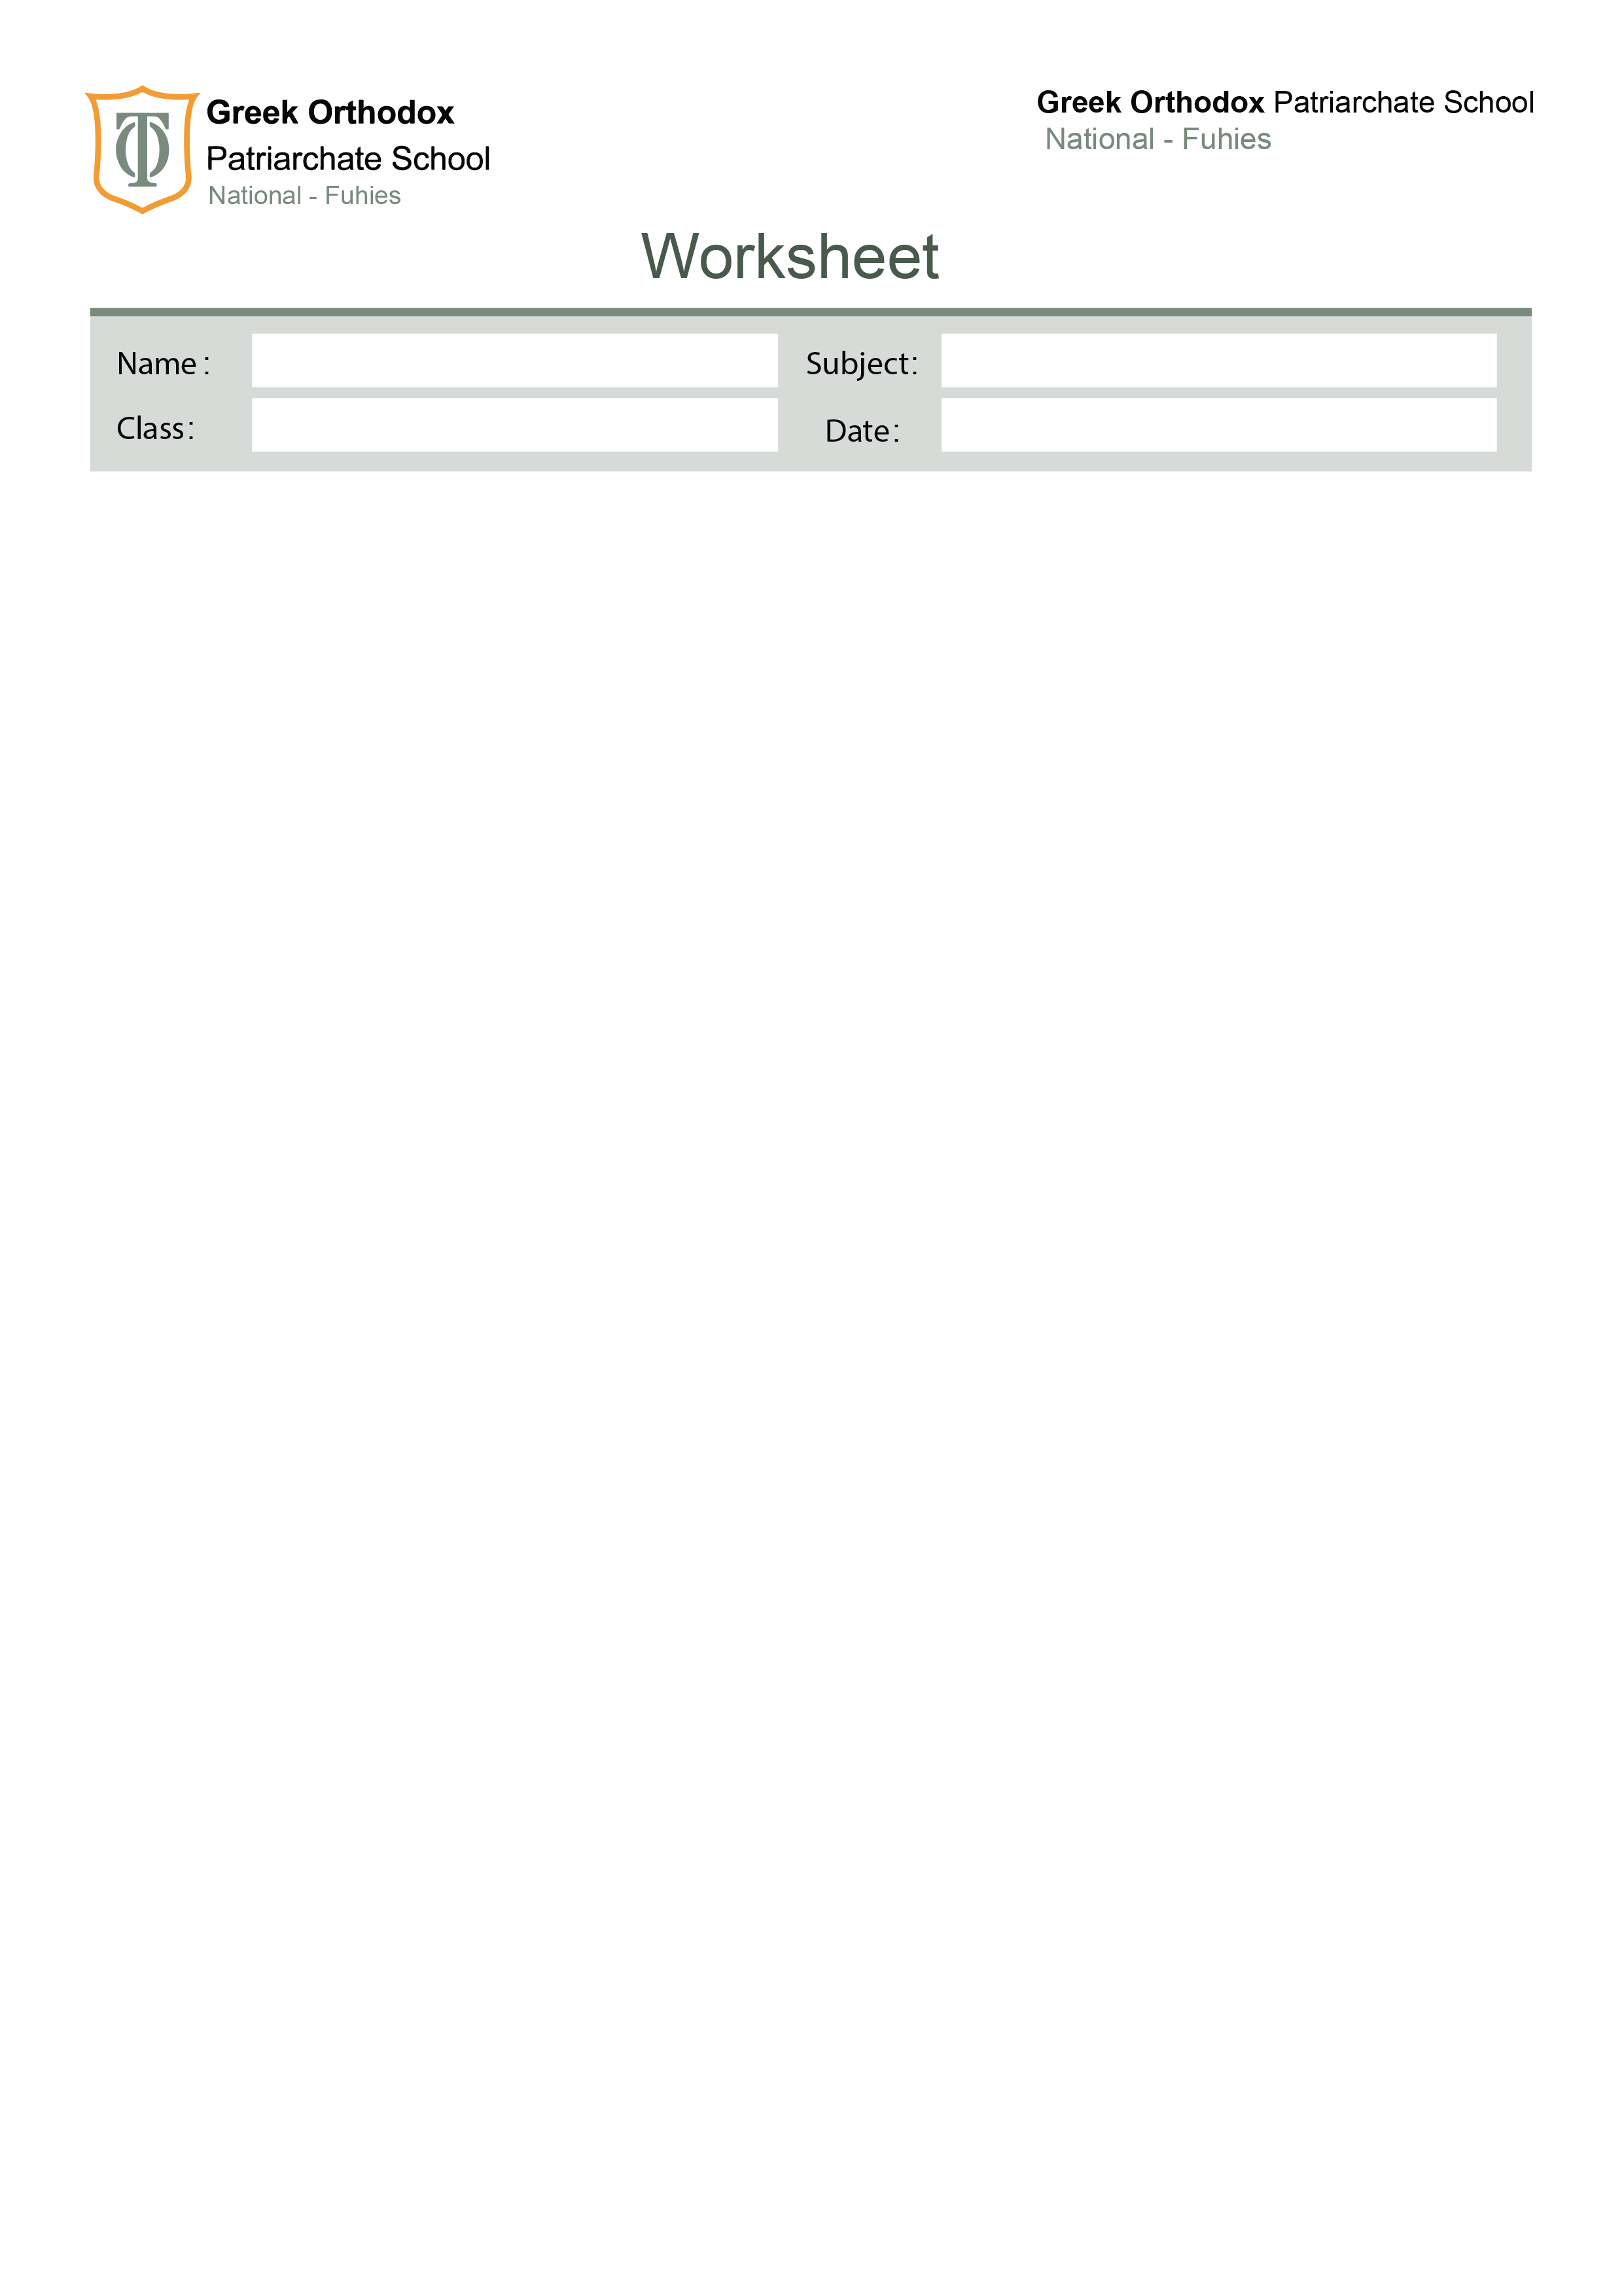 Greek Orthodox
Patriarchate School
National - Fuhies
Greek Orthodox Patriarchate School
National - Fuhies
Worksheet
Name : Subject:
Class: Date: